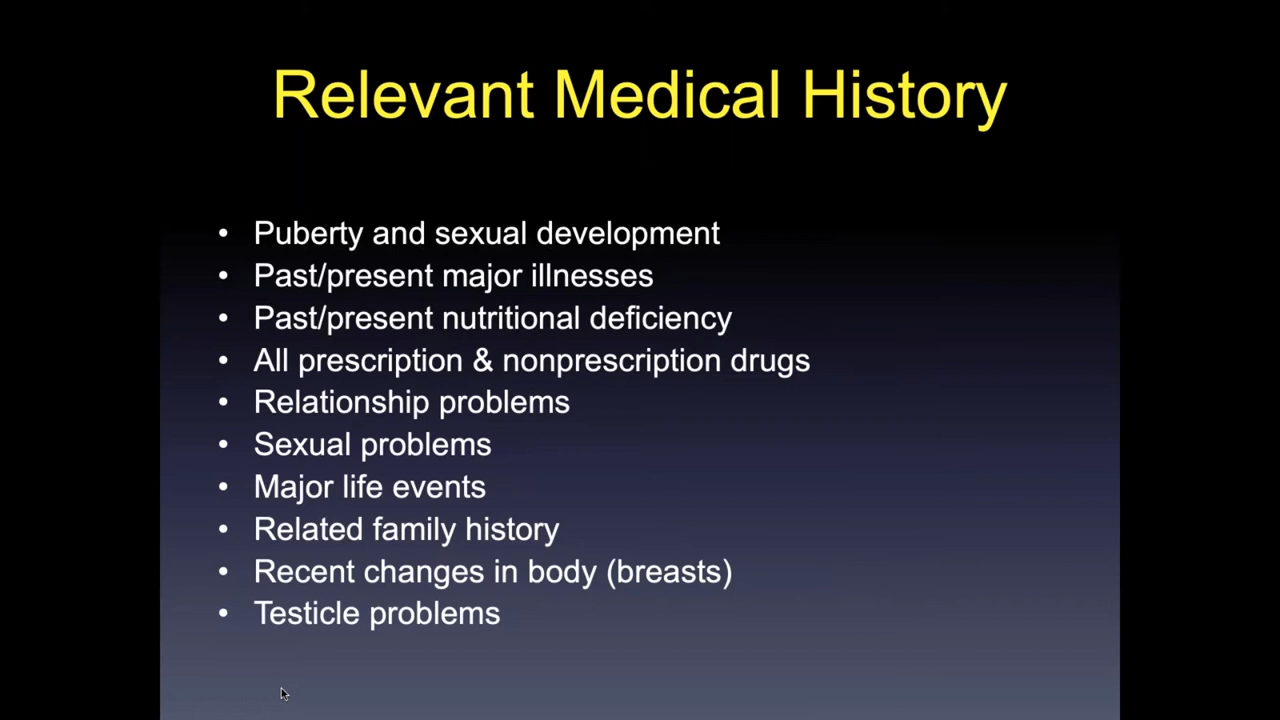 Relevant Medical History
• Puberty and sexual development
• Past/present major illnesses
• Past/present nutritional deficiency
• All prescription & nonprescription drugs
• Relationship problems
• Sexual problems
• Major life events
• Related family history
• Recent changes in body (breasts)
• Testicle problems